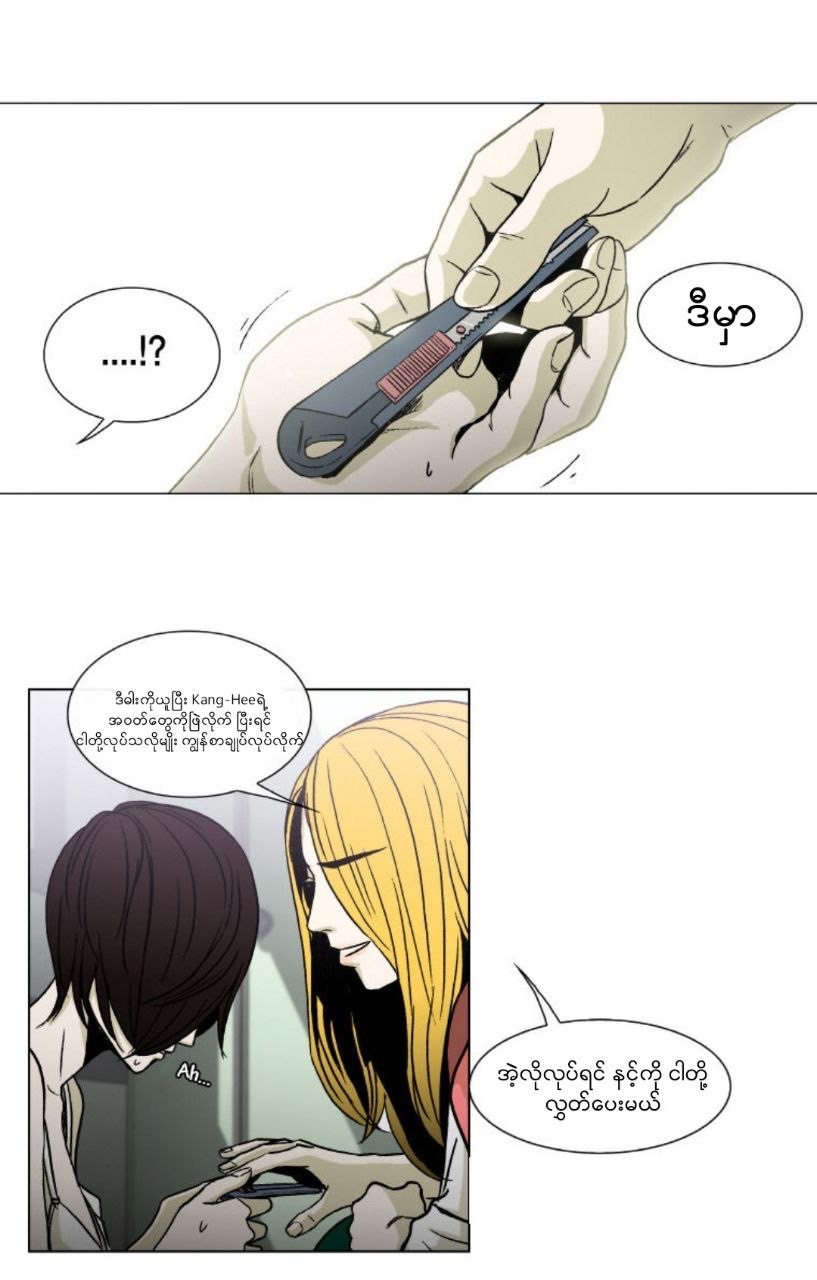 ဒီမှာ
....!?
ဒီဓါးကိုယူပြီး Kang-Heeရဲ့
အဝတ်တွေကိုဖြဲလိုက် ပြီးရင်
ငါတို့လုပ်သလိုမျိုး ကျွန်စာချုပ်လုပ်လိုက်
Ah...
အဲ့လိုလုပ်ရင် နင့်ကို ငါတို့
လွှတ်ပေးမယ်